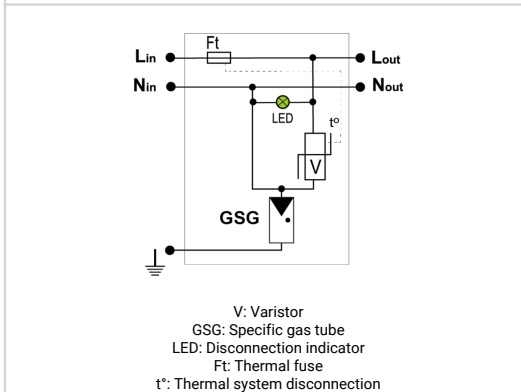 Ft
Lin
Lout
Nin
Nout
LED
t°
V
GSG
V: Varistor
GSG: Specific gas tube
LED: Disconnection indicator
Ft: Thermal fuse
t°: Thermal system disconnection